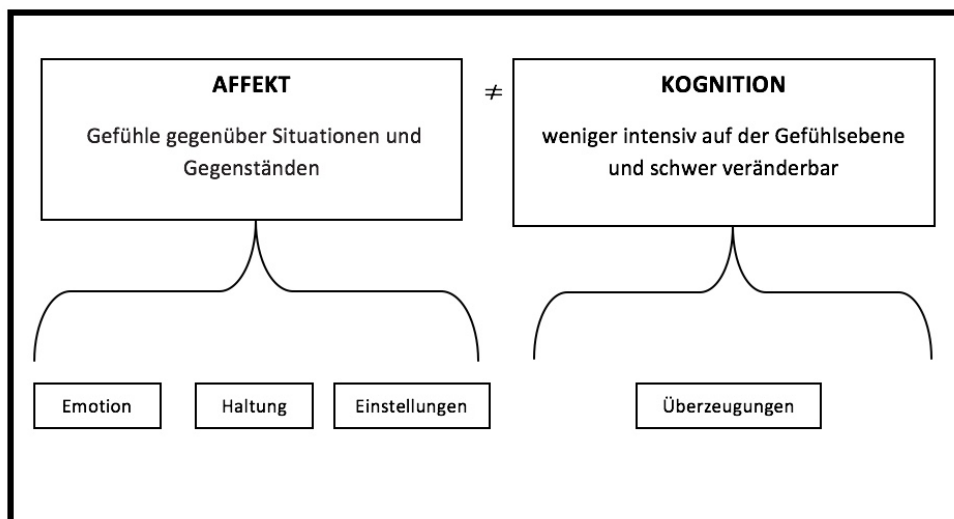 AFFEKT
Gefühle gegenüber Situationen und
Gegenständen
≠
KOGNITION
weniger intensiv auf der Gefühlsebene
und schwer veränderbar
Emotion
Haltung
Einstellungen
Überzeugungen